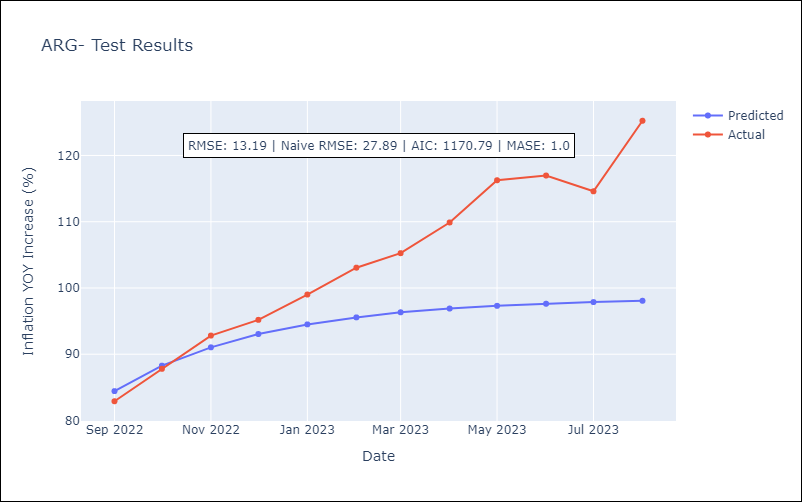 ARG- Test Results
Predicted
Actual
RMSE: 13.19 | Naive RMSE: 27.89 | AIC: 1170.79 | MASE: 1.0
Inflation YOY Increase (%)
120
110
100
90
80
Sep 2022
Nov 2022
Jan 2023
Mar 2023
May 2023
Jul 2023
Date